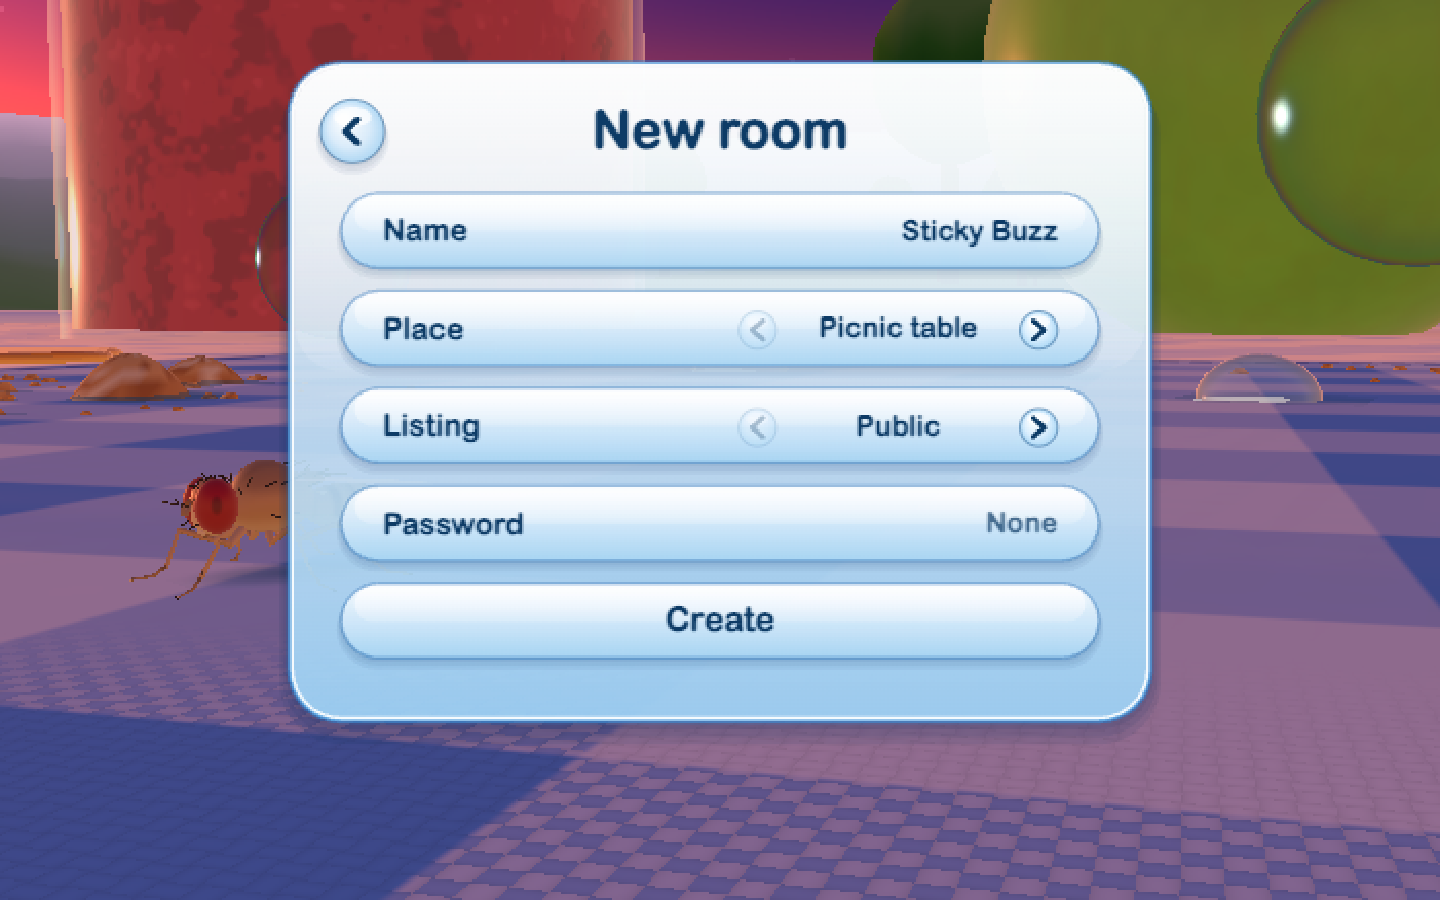 New room
Name Sticky Buzz
Place Picnic table
Listing Public
Password None
Create